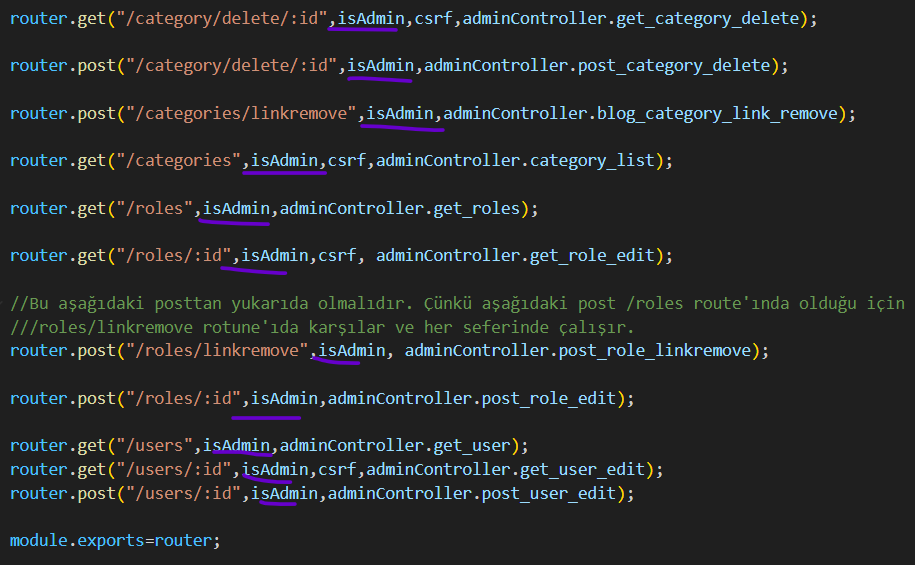 router.get("/category/delete/:id",isAdmin,csrf,adminController.get_category_delete);
router.post("/category/delete/:id",isAdmin,adminController.post_category_delete);
router.post("/categories/linkremove",isAdmin,adminController.blog_category_link_remove);
router.get("/categories",isAdmin,csrf,adminController.category_list);
router.get("/roles",isAdmin,adminController.get_roles);
router.get("/roles/:id",isAdmin,csrf, adminController.get_role_edit);
//Bu aşağıdaki posttan yukarıda olmalıdır. Çünkü aşağıdaki post /roles route'ında olduğu için
///roles/linkremove rotune'ıda karşılar ve her seferinde çalışır.
router.post("/roles/linkremove",isAdmin, adminController.post_role_linkremove);
router.post("/roles/:id",isAdmin,adminController.post_role_edit);
router.get("/users",isAdmin,adminController.get_user);
router.get("/users/:id",isAdmin,csrf,adminController.get_user_edit);
router.post("/users/:id",isAdmin,adminController.post_user_edit);
module.exports=router;